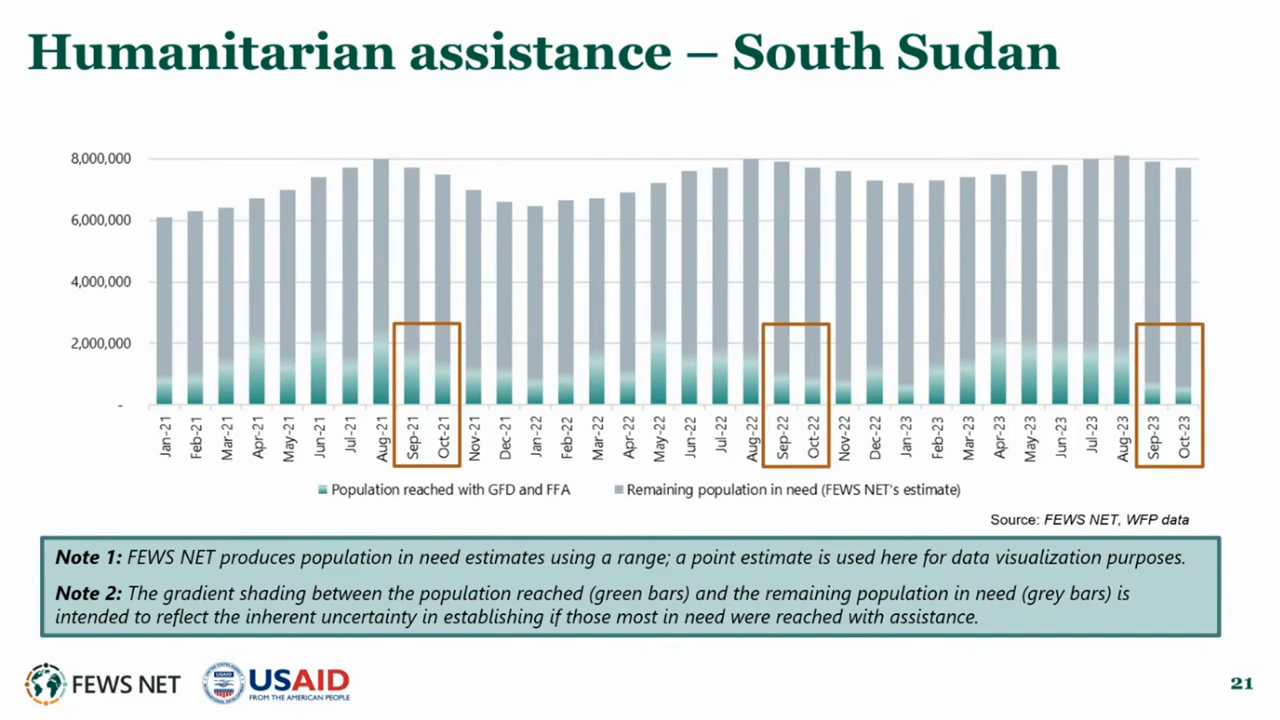 Humanitarian assistance – South Sudan
8,000,000
6,000,000
4,000,000
2,000,000
-
Jan-21
Feb-21
Mar-21
Apr-21
May-21
Jun-21
Jul-21
Aug-21
Sep-21
Oct-21
Nov-21
Dec-21
Jan-22
Feb-22
Mar-22
Apr-22
May-22
Jun-22
Jul-22
Aug-22
Sep-22
Oct-22
Nov-22
Dec-22
Jan-23
Feb-23
Mar-23
Apr-23
May-23
Jun-23
Jul-23
Aug-23
Sep-23
Oct-23
Population reached with GFD and FFA
Remaining population in need (FEWS NET's estimate)
Source: FEWS NET, WFP data
Note 1: FEWS NET produces population in need estimates using a range; a point estimate is used here for data visualization purposes.
Note 2: The gradient shading between the population reached (green bars) and the remaining population in need (grey bars) is
intended to reflect the inherent uncertainty in establishing if those most in need were reached with assistance.
FEWS NET
USAID
USAID
FROM THE AMERICAN PEOPLE
21